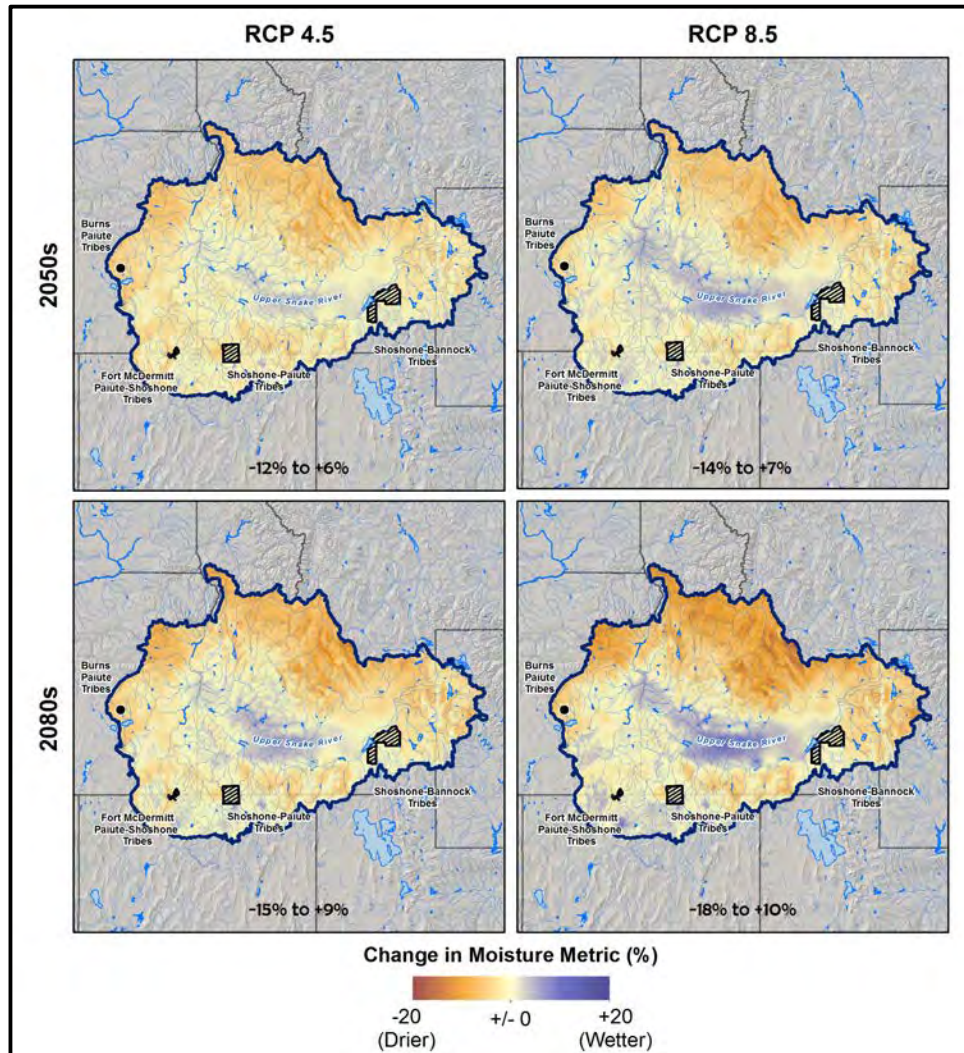 RCP 4.5
RCP 8.5
2050s
Burns
Paiute
Tribes
Upper Snake River
Fort McDermitt
Paiute-Shoshone
Tribes
Shoshone-Paiute
Tribes
Shoshone-Bannock
Tribes
-12% to +6%
Burns
Paiute
Tribes
Upper Snake River
Fort McDermitt
Paiute-Shoshone
Tribes
Shoshone-Paiute
Tribes
Shoshone-Bannock
Tribes
-14% to +7%
2080s
Burns
Paiute
Tribes
Upper Snake River
Fort McDermitt
Paiute-Shoshone
Tribes
Shoshone-Paiute
Tribes
Shoshone-Bannock
Tribes
-15% to +9%
Burns
Paiute
Tribes
Upper Snake River
Fort McDermitt
Paiute-Shoshone
Tribes
Shoshone-Paiute
Tribes
Shoshone-Bannock
Tribes
-18% to +10%
Change in Moisture Metric (%)
-20 +/- 0 +20
(Drier) (Wetter)